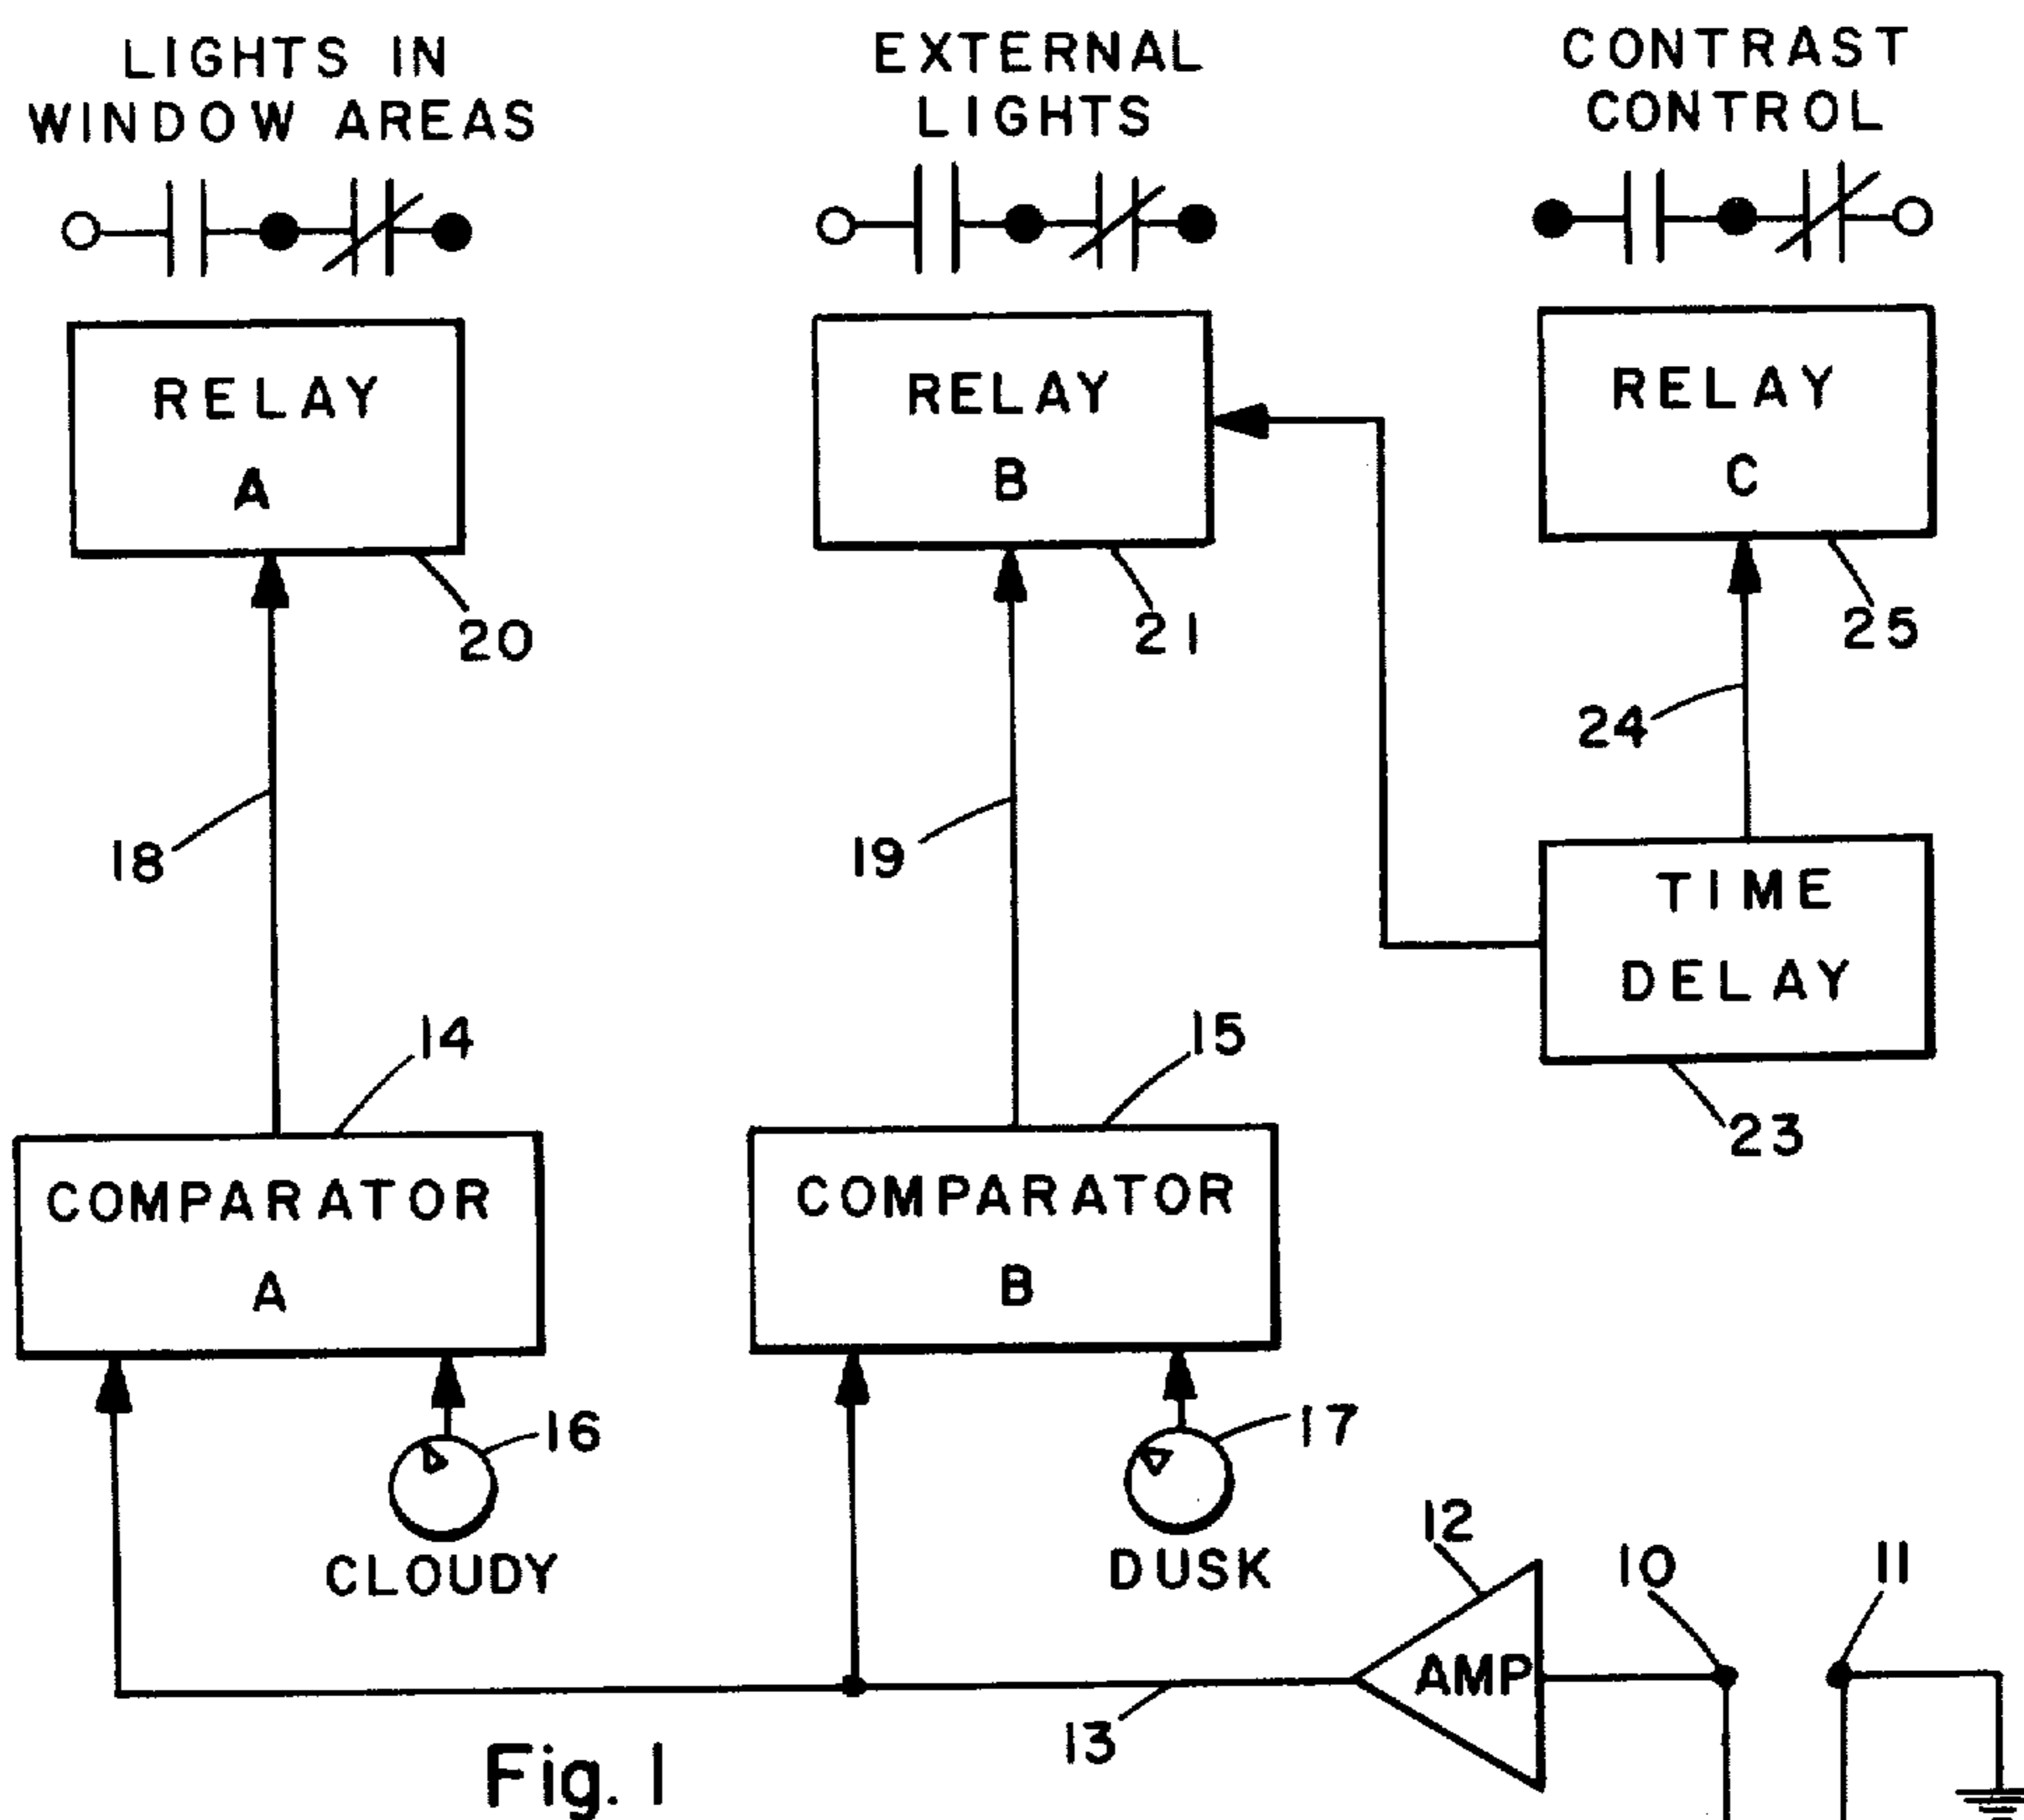 LIGHTS IN
WINDOW AREAS
EXTERNAL
LIGHTS
CONTRAST
CONTROL
RELAY
A
RELAY
B
RELAY
C
20
21
25
24
18
19
TIME
DELAY
14
15
23
COMPARATOR
A
COMPARATOR
B
16
17
CLOUDY
DUSK
12
10
11
AMP
13
Fig. 1